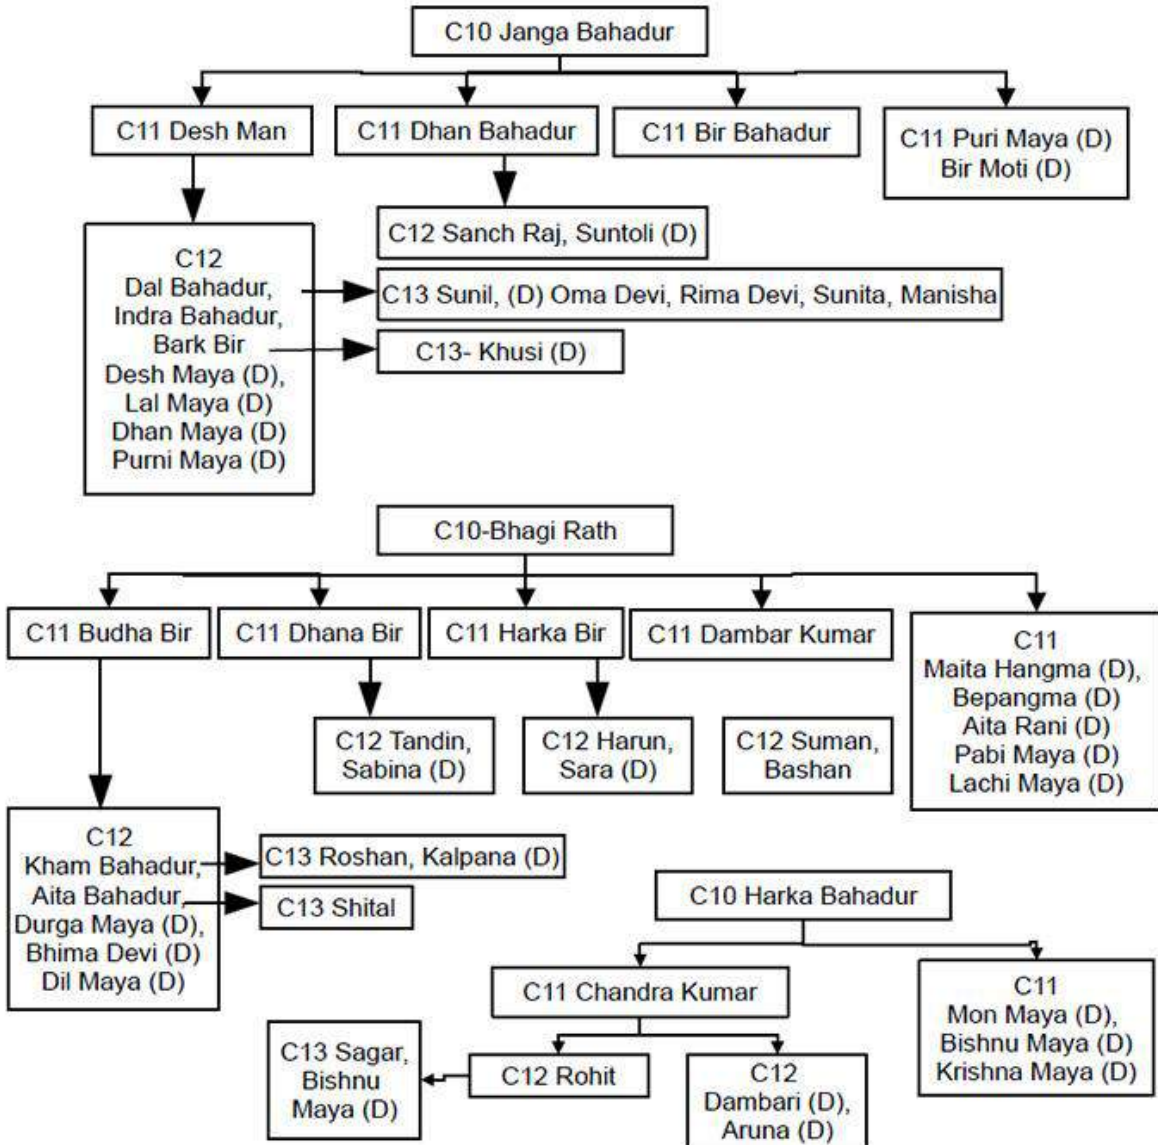 C10 Janga Bahadur
C11 Desh Man
C11 Dhan Bahadur
C11 Bir Bahadur
C11 Puri Maya (D)
Bir Moti (D)
C12 Sanch Raj, Suntoli (D)
C12
Dal Bahadur,
Indra Bahadur,
Bark Bir
Desh Maya (D),
Lal Maya (D)
Dhan Maya (D)
Purni Maya (D)
C13 Sunil, (D) Oma Devi, Rima Devi, Sunita, Manisha
C13- Khusi (D)
C10-Bhagi Rath
C11 Budha Bir
C11 Dhana Bir
C11 Harka Bir
C11 Dambar Kumar
C11
Maita Hangma (D),
Bepangma (D)
Aita Rani (D)
Pabi Maya (D)
Lachi Maya (D)
C12 Tandin,
Sabina (D)
C12 Harun,
Sara (D)
C12 Suman,
Bashan
C12
Kham Bahadur,
Aita Bahadur,
Durga Maya (D),
Bhima Devi (D)
Dil Maya (D)
C13 Roshan, Kalpana (D)
C13 Shital
C10 Harka Bahadur
C11 Chandra Kumar
C11
Mon Maya (D),
Bishnu Maya (D)
Krishna Maya (D)
C13 Sagar,
Bishnu
Maya (D)
C12 Rohit
C12
Dambari (D),
Aruna (D)